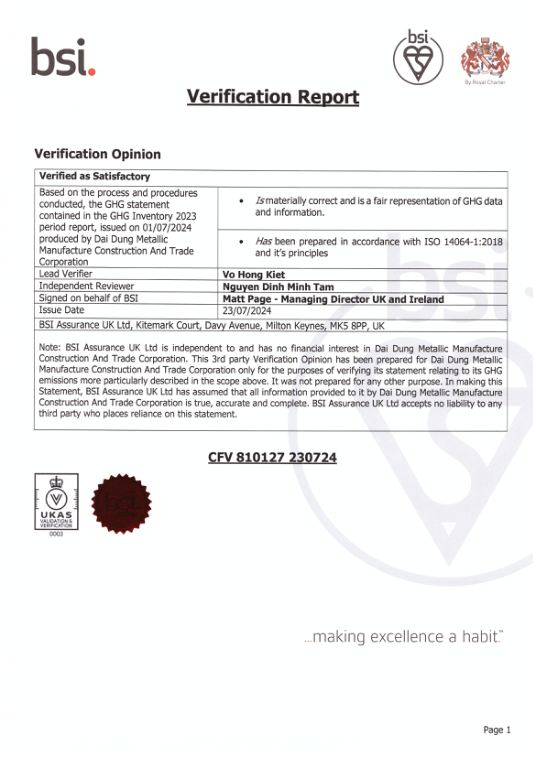 bsi.
bsi
By Royal Charter
Verification Report
Verification Opinion
Verified as Satisfactory
Based on the process and procedures
conducted, the GHG statement
contained in the GHG Inventory 2023
period report, issued on 01/07/2024
produced by Dai Dung Metallic
Manufacture Construction And Trade
Corporation
• Is materially correct and is a fair representation of GHG data
and information.
• Has been prepared in accordance with ISO 14064-1:2018
and it's principles
Lead Verifier Vo Hong Kiet
Independent Reviewer Nguyen Dinh Minh Tam
Signed on behalf of BSI Matt Page - Managing Director UK and Ireland
Issue Date 23/07/2024
BSI Assurance UK Ltd, Kitemark Court, Davy Avenue, Milton Keynes, MK5 8PP, UK
Note: BSI Assurance UK Ltd is independent to and has no financial interest in Dai Dung Metallic Manufacture
Construction And Trade Corporation. This 3rd party Verification Opinion has been prepared for Dai Dung Metallic
Manufacture Construction And Trade Corporation only for the purposes of verifying its statement relating to its GHG
emissions more particularly described in the scope above. It was not prepared for any other purpose. In making this
Statement, BSI Assurance UK Ltd has assumed that all information provided to it by Dai Dung Metallic Manufacture
Construction And Trade Corporation is true, accurate and complete. BSI Assurance UK Ltd accepts no liability to any
third party who places reliance on this statement.
bsi
CFV 810127 230724
UKAS
VALIDATION &
VERIFICATION
0003
bsi.
...making excellence a habit.™
Page 1